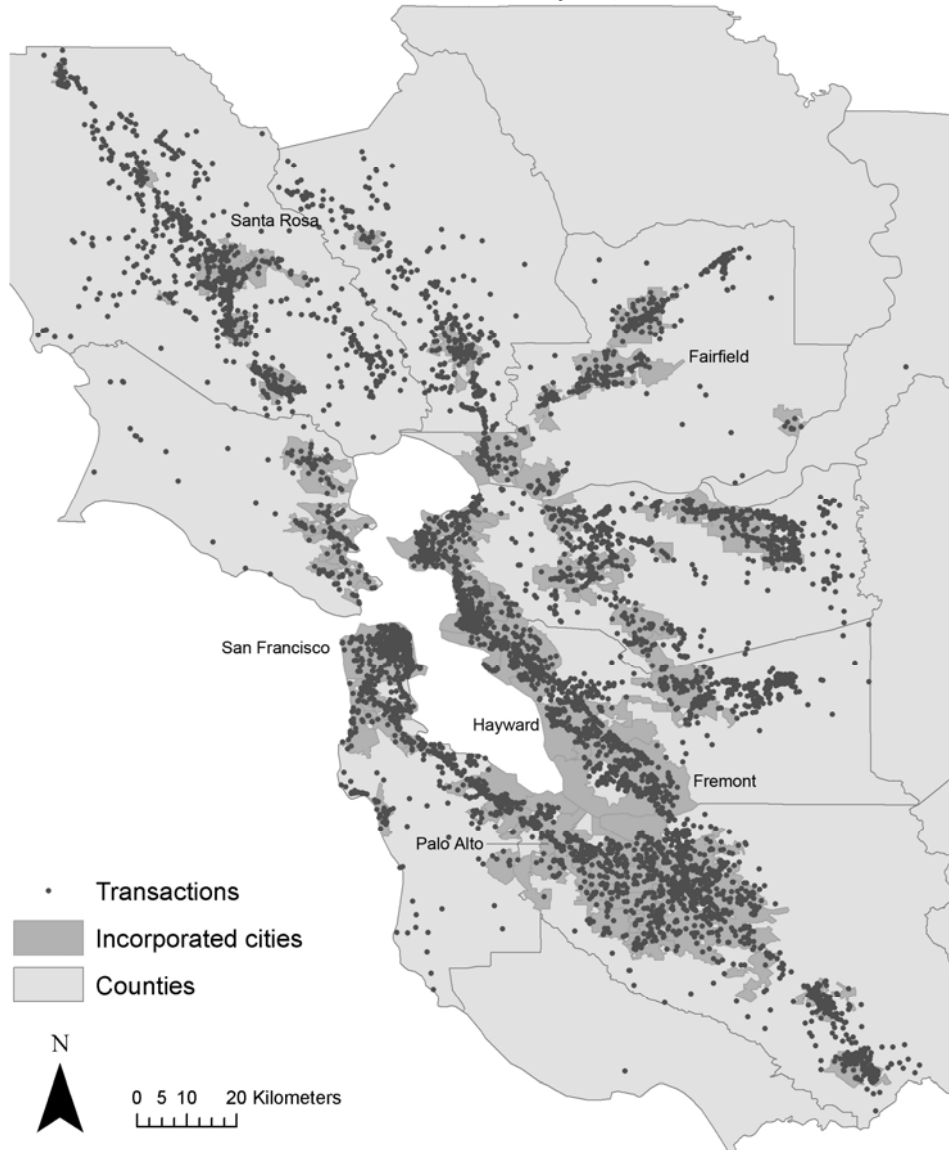 Santa Rosa
Fairfield
San Francisco
Hayward
Fremont
Palo Alto
Transactions
Incorporated cities
Counties
N
0 5 10 20 Kilometers